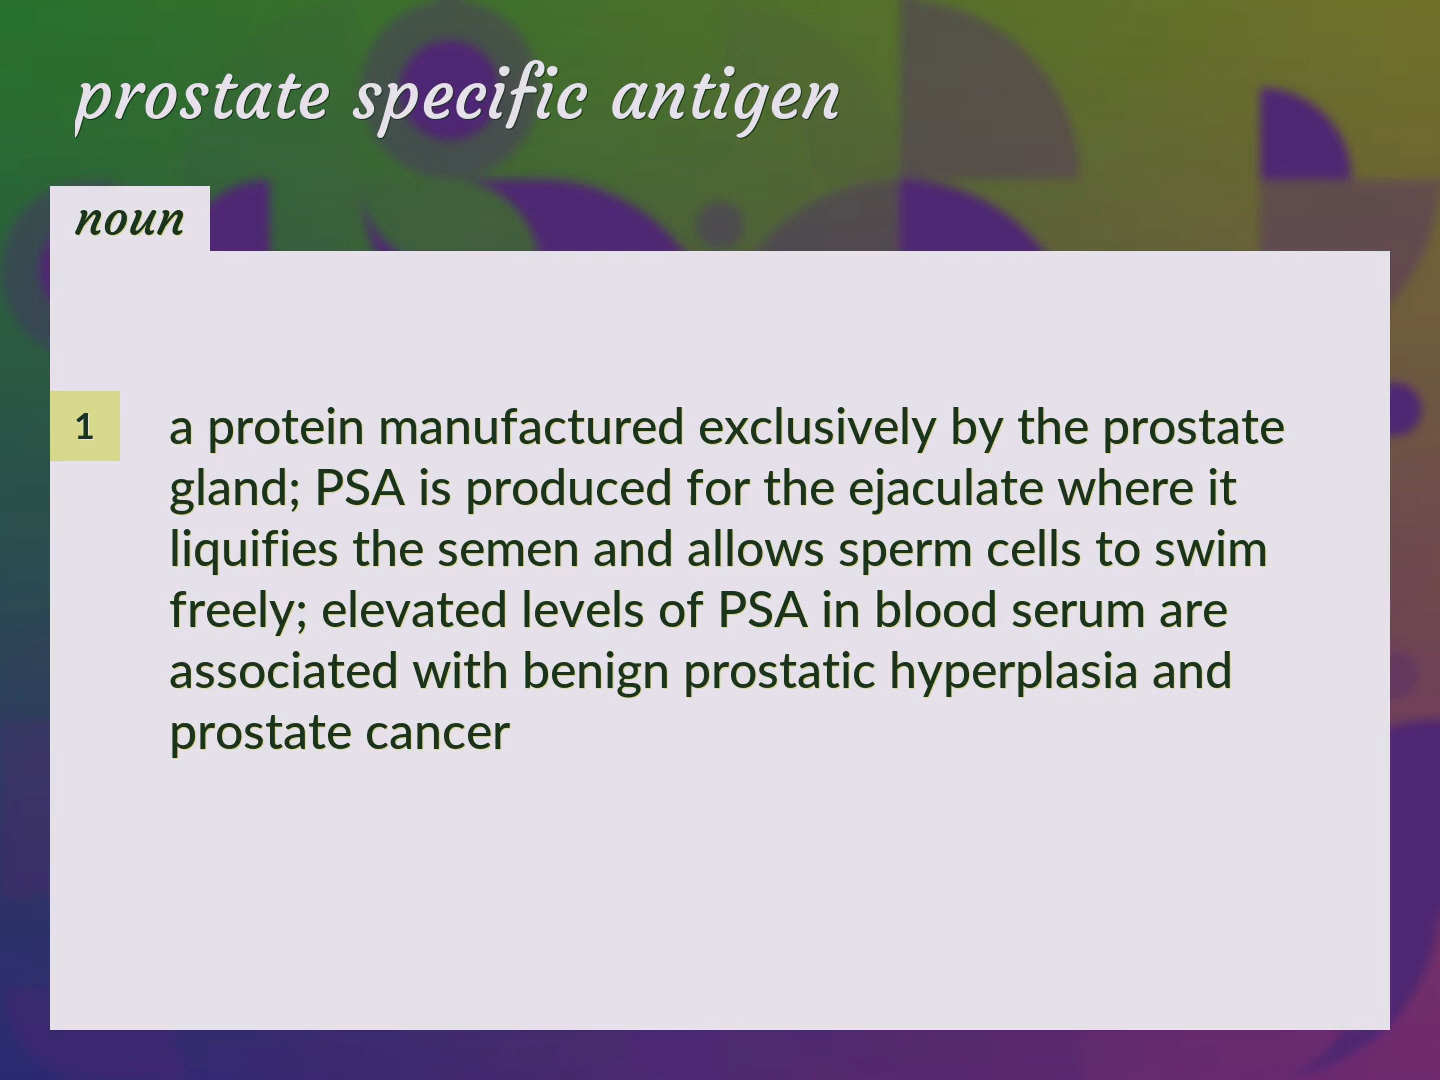 prostate specific antigen
noun
1
a protein manufactured exclusively by the prostate
gland; PSA is produced for the ejaculate where it
liquifies the semen and allows sperm cells to swim
freely; elevated levels of PSA in blood serum are
associated with benign prostatic hyperplasia and
prostate cancer